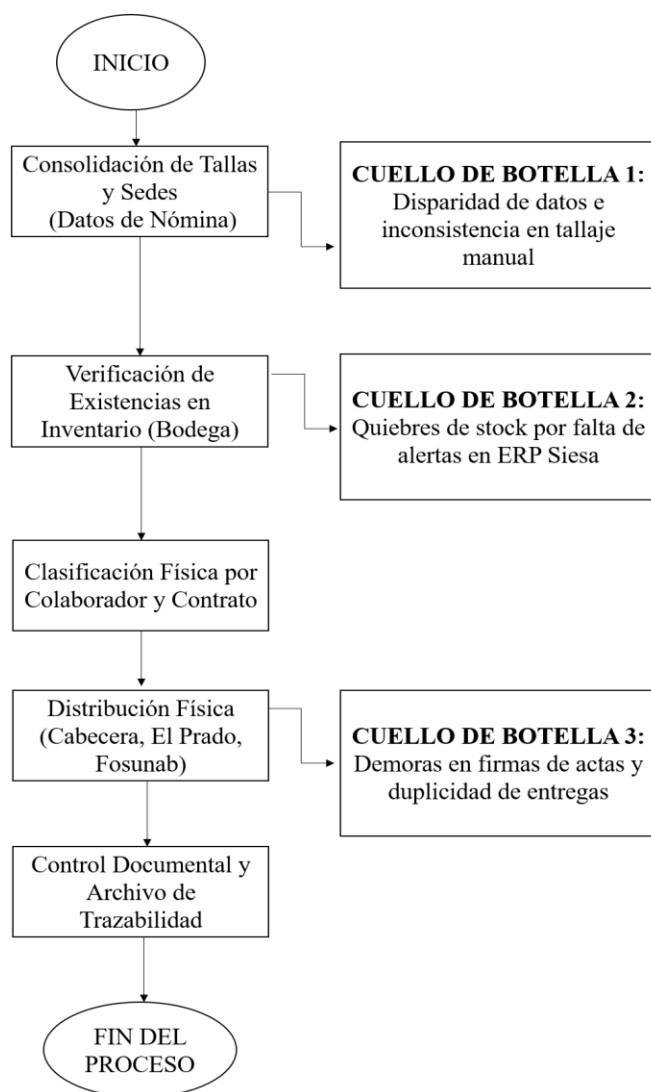 INICIO
Consolidación de Tallas
y Sedes
(Datos de Nómina)
CUELLO DE BOTELLA 1:
Disparidad de datos e
inconsistencia en tallaje
manual
Verificación de
Existencias en
Inventario (Bodega)
CUELLO DE BOTELLA 2:
Quiebres de stock por falta de
alertas en ERP Siesa
Clasificación Física por
Colaborador y Contrato
Distribución Física
(Cabecera, El Prado,
Fosunab)
CUELLO DE BOTELLA 3:
Demoras en firmas de actas y
duplicidad de entregas
Control Documental y
Archivo de
Trazabilidad
FIN DEL
PROCESO